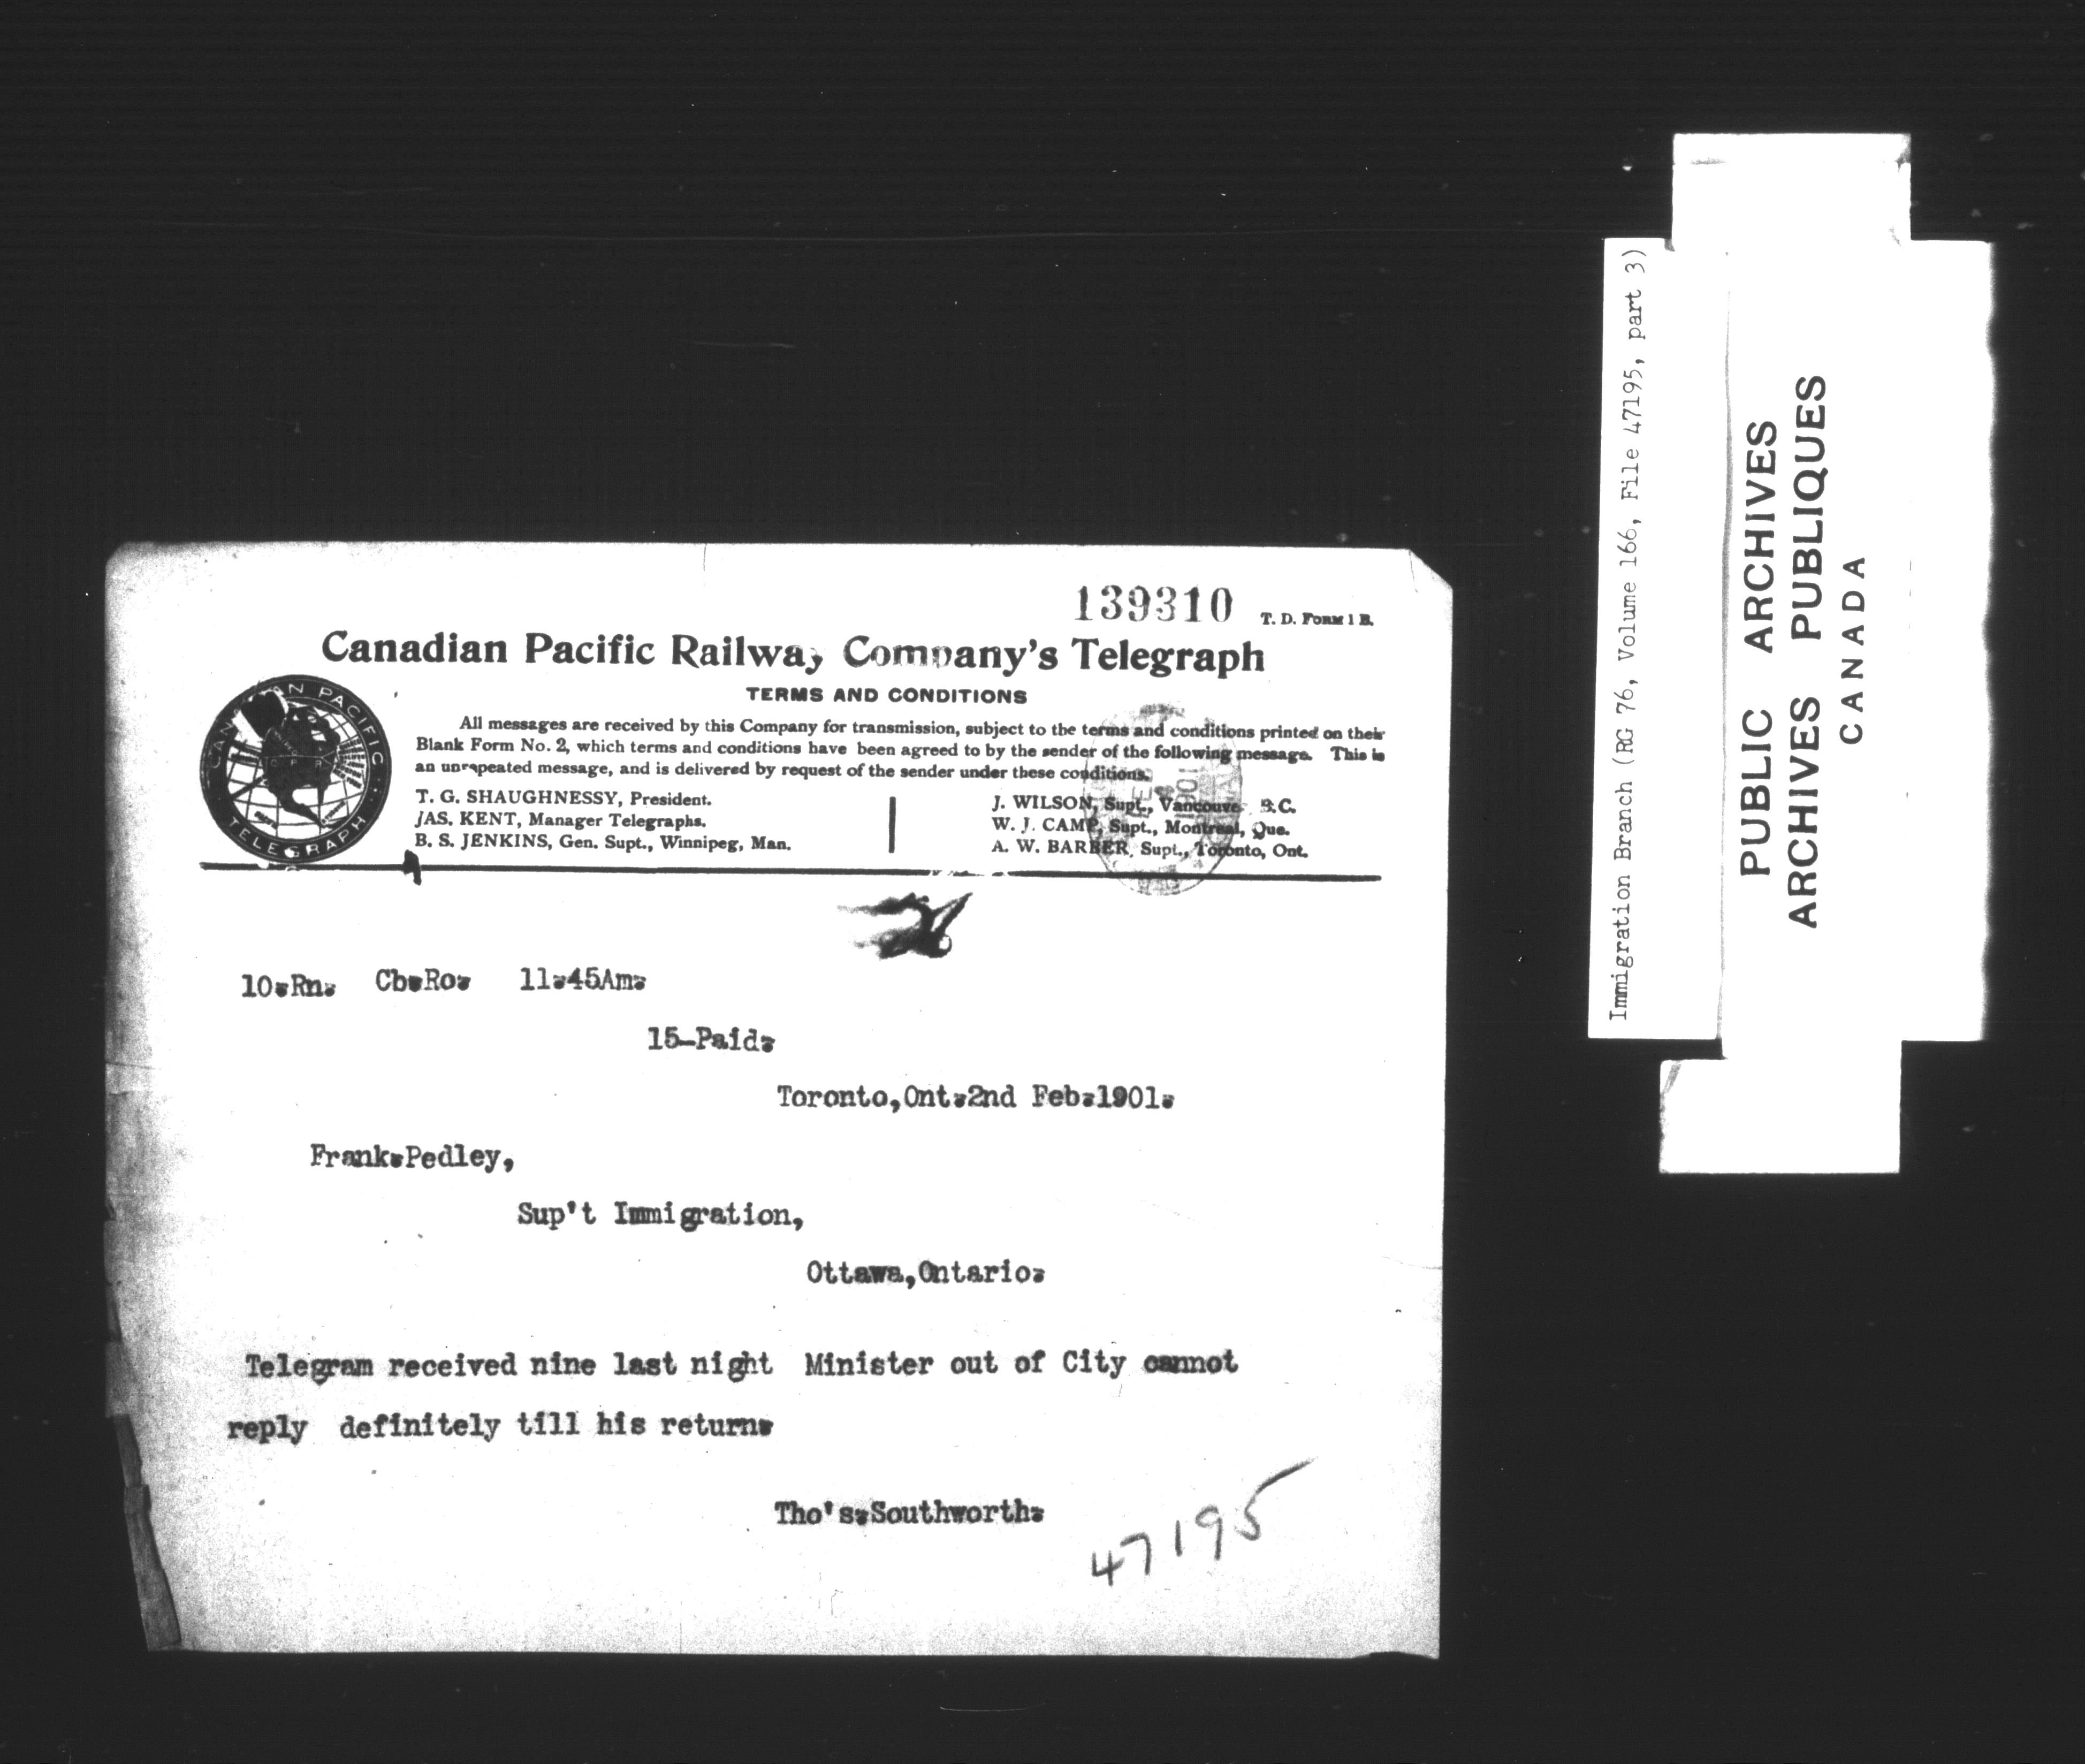 139310 T. D. FORM 1 B.
Canadian Pacific Railway Company's Telegraph
TERMS AND CONDITIONS
All messages are received by this Company for transmission, subject to the terms and conditions printed on their
Blank Form No. 2, which terms and conditions have been agreed to by the sender of the following message. This is
an unrepeated message, and is delivered by request of the sender under these conditions.
T. G. SHAUGHNESSY, President.
JAS. KENT, Manager Telegraphs.
B. S. JENKINS, Gen. Supt., Winnipeg, Man.
J. WILSON, Supt., Vancouver B.C.
W. J. CAMP, Supt., Montreal, Que.
A. W. BARBER, Supt., Toronto, Ont.
CANADIAN PACIFIC
TELEGRAPH
10.Rn. Cb.Ro. 11.45Am.
15-Paid.
Toronto,Ont.2nd Feb.1901.
Frank.Pedley,
Sup't Immigration,
Ottawa,Ontario.
Telegram received nine last night Minister out of City cannot
reply definitely till his return.
Tho's.Southworth.
47195
Immigration Branch (RG 76, Volume 166, File 47195, part 3)
PUBLIC ARCHIVES
ARCHIVES PUBLIQUES
CANADA